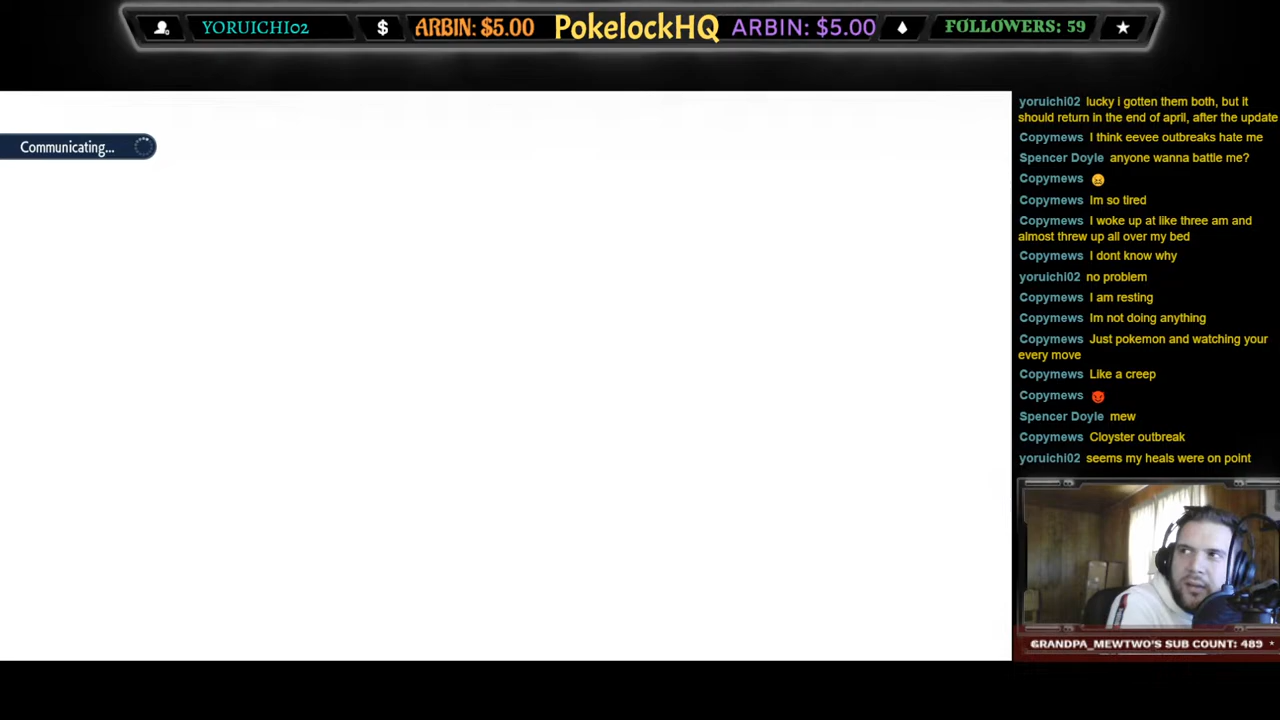 YORUICHI02
$
ARBIN: $5.00
PokelockHQ
ARBIN: $5.00
FOLLOWERS: 59
Communicating...
yoruichi02 lucky i gotten them both, but it
should return in the end of april, after the update
Copymews I think eevee outbreaks hate me
Spencer Doyle anyone wanna battle me?
Copymews
Copymews Im so tired
Copymews I woke up at like three am and
almost threw up all over my bed
Copymews I dont know why
yoruichi02 no problem
Copymews I am resting
Copymews Im not doing anything
Copymews Just pokemon and watching your
every move
Copymews Like a creep
Copymews
Spencer Doyle mew
Copymews Cloyster outbreak
yoruichi02 seems my heals were on point
GRANDPA_MEWTWO'S SUB COUNT: 489